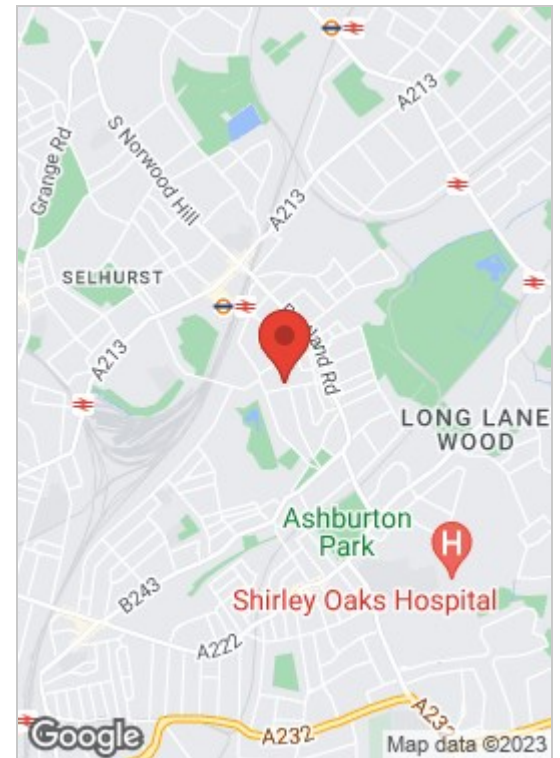 A213
Grange Rd
S Norwood Hill
A213
SELHURST
A213
LONG LANE
WOOD
Ashburton
Park
H
Shirley Oaks Hospital
B243
A222
A232
A232
Google
Map data ©2023